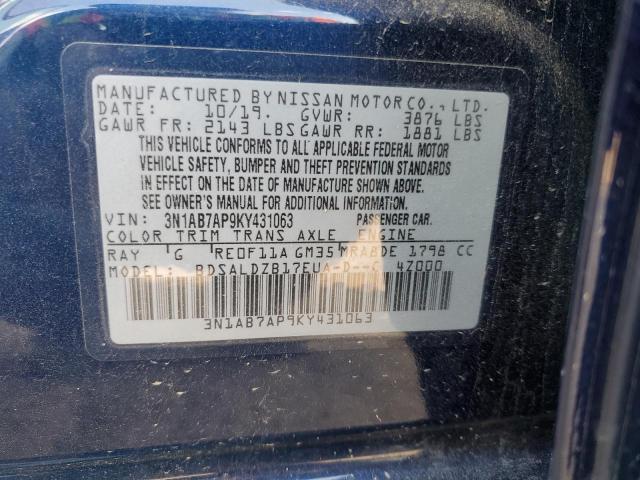 MANUFACTURED BY NISSAN MOTOR CO., LTD.
DATE: 10/19. GVWR: 3876 LBS
GAWR FR: 2143 LBS GAWR RR: 1881 LBS
THIS VEHICLE CONFORMS TO ALL APPLICABLE FEDERAL MOTOR
VEHICLE SAFETY, BUMPER AND THEFT PREVENTION STANDARDS
IN EFFECT ON THE DATE OF MANUFACTURE SHOWN ABOVE.
SEE OWNER'S MANUAL FOR ADDITIONAL INFORMATION.
VIN: 3N1AB7AP9KY431063 PASSENGER CAR.
COLOR TRIM TRANS AXLE ENGINE
RAY G RE0F11A GM35 MRA8DE 1798 CC
MODEL: BDSALDZB17EUA-D--C 4Z000
3N1AB7AP9KY431063